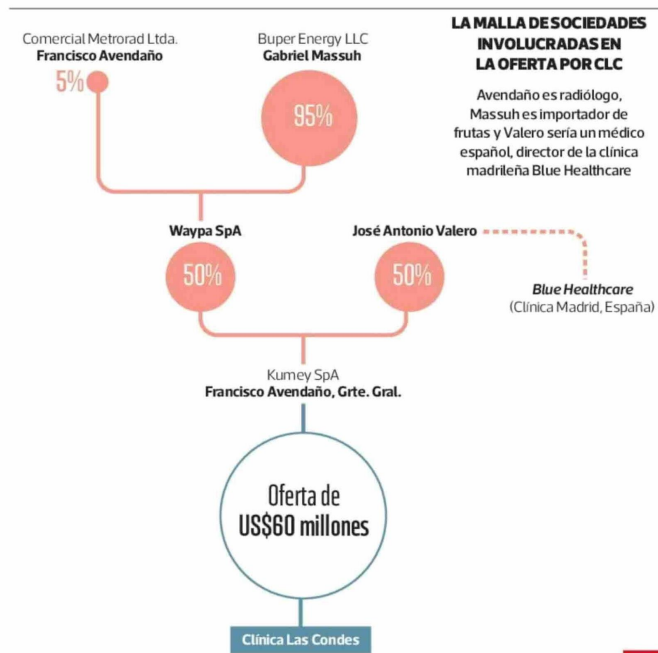 LA MALLA DE SOCIEDADES
INVOLUCRADAS EN
LA OFERTA POR CLC
Avendaño es radiólogo,
Massuh es importador de
frutas y Valero sería un médico
español, director de la clínica
madrileña Blue Healthcare
Comercial Metrorad Ltda.
Francisco Avendaño
5%
Buper Energy LLC
Gabriel Massuh
95%
Waypa SpA
50%
José Antonio Valero
50%
Blue Healthcare
(Clínica Madrid, España)
Kumey SpA
Francisco Avendaño, Grte. Gral.
Oferta de
US$60 millones
Clínica Las Condes